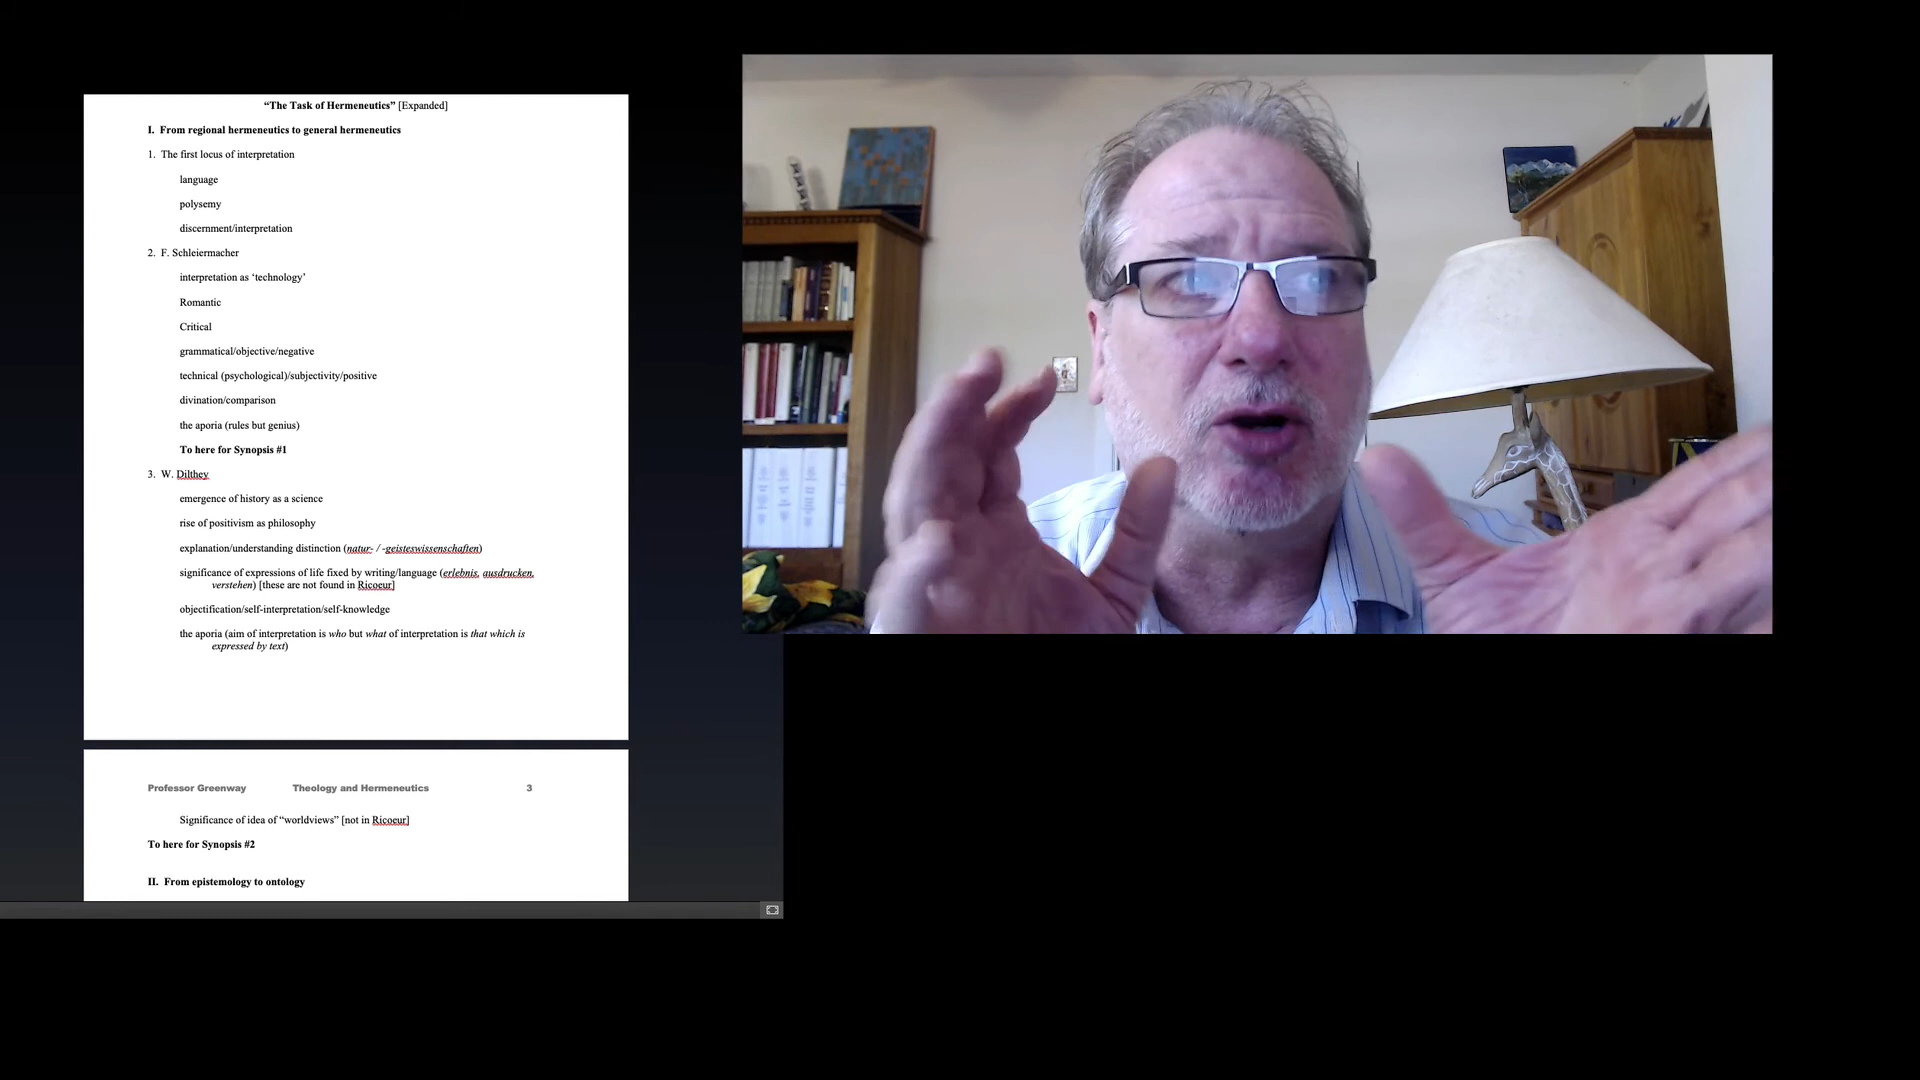 “The Task of Hermeneutics” [Expanded]
I. From regional hermeneutics to general hermeneutics
1. The first locus of interpretation
language
polysemy
discernment/interpretation
2. F. Schleiermacher
interpretation as ‘technology’
Romantic
Critical
grammatical/objective/negative
technical (psychological)/subjectivity/positive
divination/comparison
the aporia (rules but genius)
To here for Synopsis #1
3. W. Dilthey
emergence of history as a science
rise of positivism as philosophy
explanation/understanding distinction (natur- / -geisteswissenschaften)
significance of expressions of life fixed by writing/language (erlebnis, ausdrucken,
verstehen) [these are not found in Ricoeur]
objectification/self-interpretation/self-knowledge
the aporia (aim of interpretation is who but what of interpretation is that which is
expressed by text)
Professor Greenway Theology and Hermeneutics 3
Significance of idea of “worldviews” [not in Ricoeur]
To here for Synopsis #2
II. From epistemology to ontology